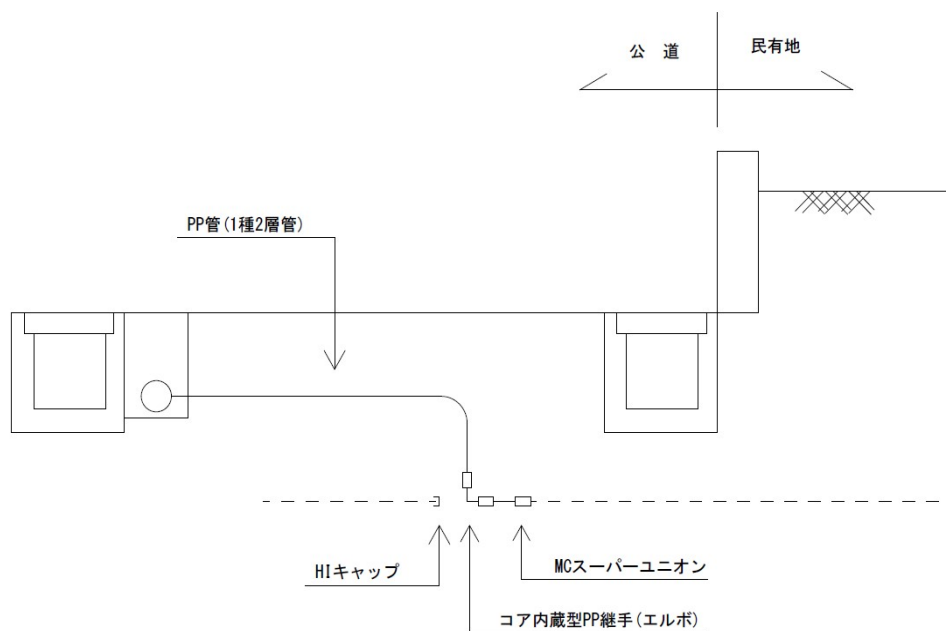 公 道
民有地
PP管(1種2層管)
HIキャップ
MCスーパーユニオン
コア内蔵型PP継手(エルボ)